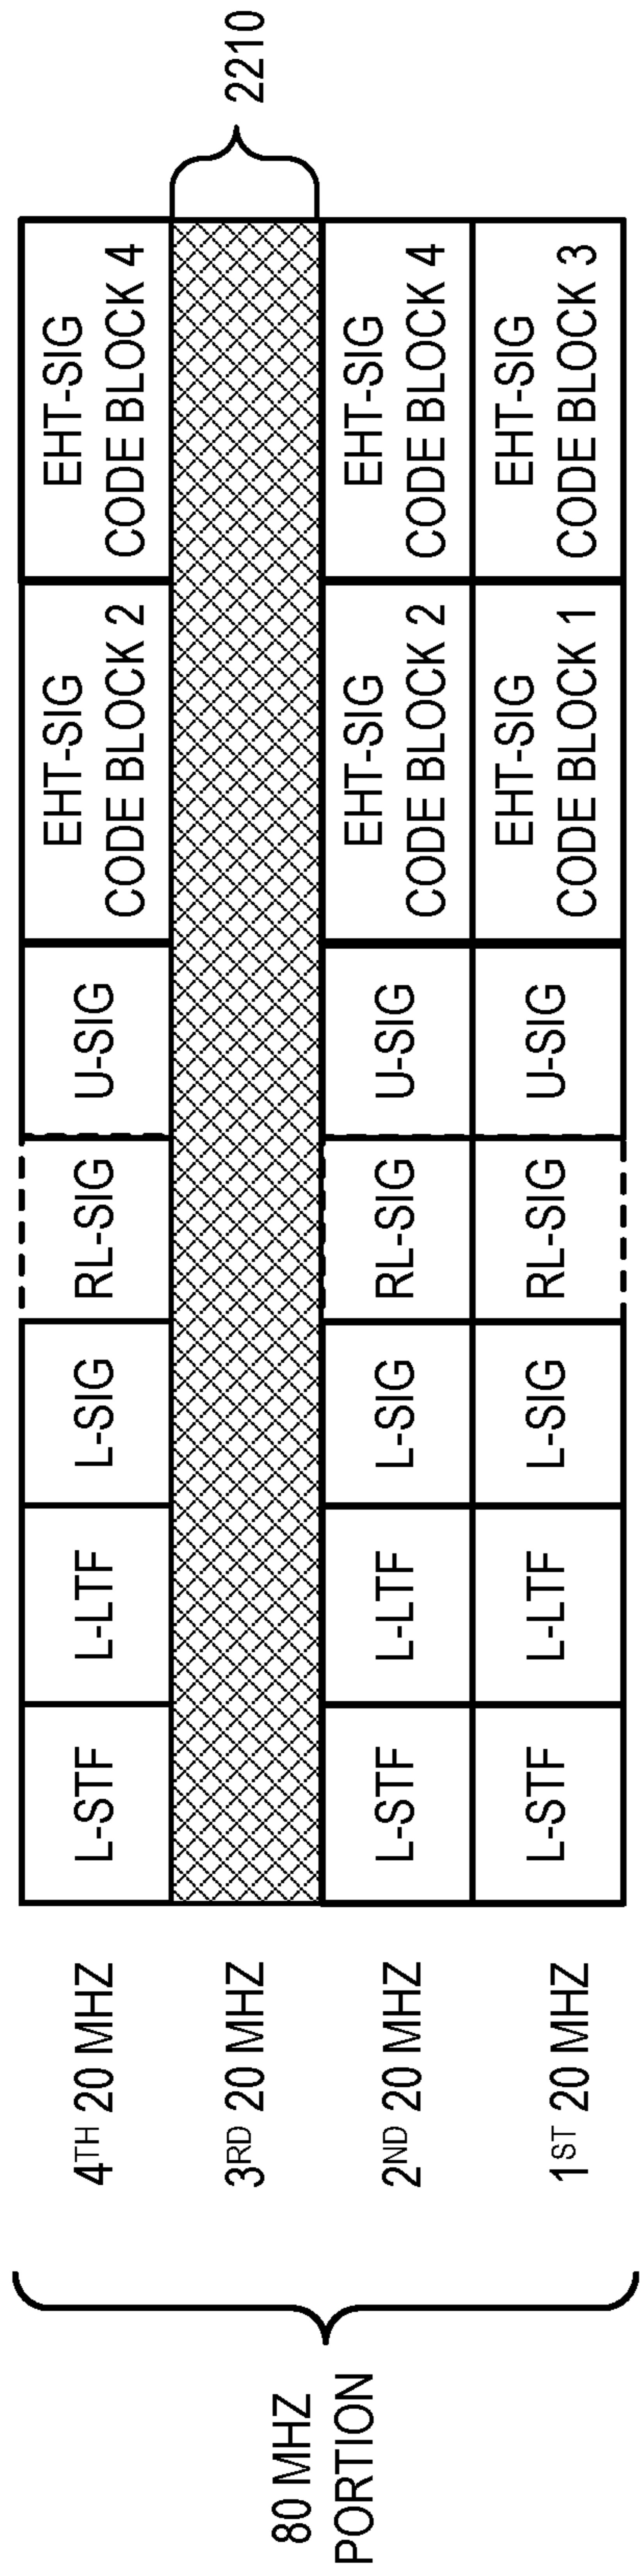 80 MHZ
PORTION
4TH 20 MHZ
L-STF
L-LTF
L-SIG
RL-SIG
U-SIG
EHT-SIG
CODE BLOCK 2
EHT-SIG
CODE BLOCK 4
3RD 20 MHZ
2210
2ND 20 MHZ
L-STF
L-LTF
L-SIG
RL-SIG
U-SIG
EHT-SIG
CODE BLOCK 2
EHT-SIG
CODE BLOCK 4
1ST 20 MHZ
L-STF
L-LTF
L-SIG
RL-SIG
U-SIG
EHT-SIG
CODE BLOCK 1
EHT-SIG
CODE BLOCK 3